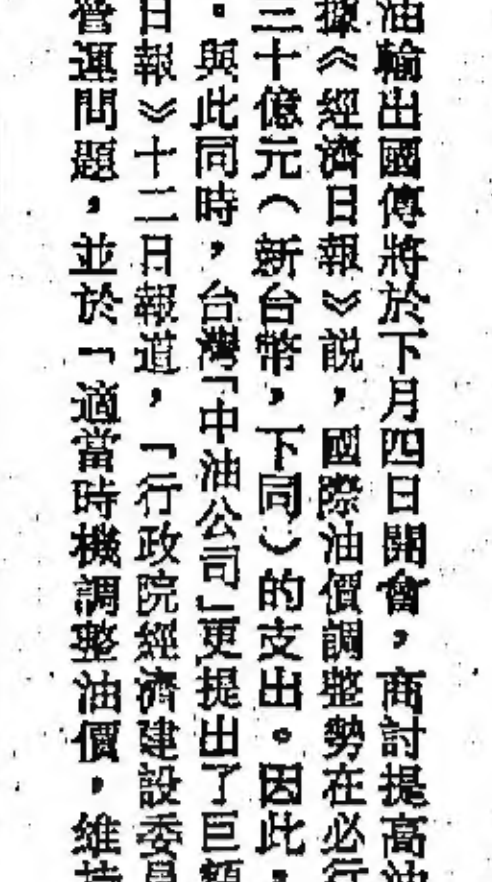 油輸出國傳將於下月四日開會，商討提高油
據《經濟日報》說，國際油價調整勢在必行
三十億元（新台幣，下同）的支出。因此，
。與此同時，台灣「中油公司」更提出了巨額
日報》十二日報道，「行政院經濟建設委員
營運問題，並於「適當時機調整油價，維持